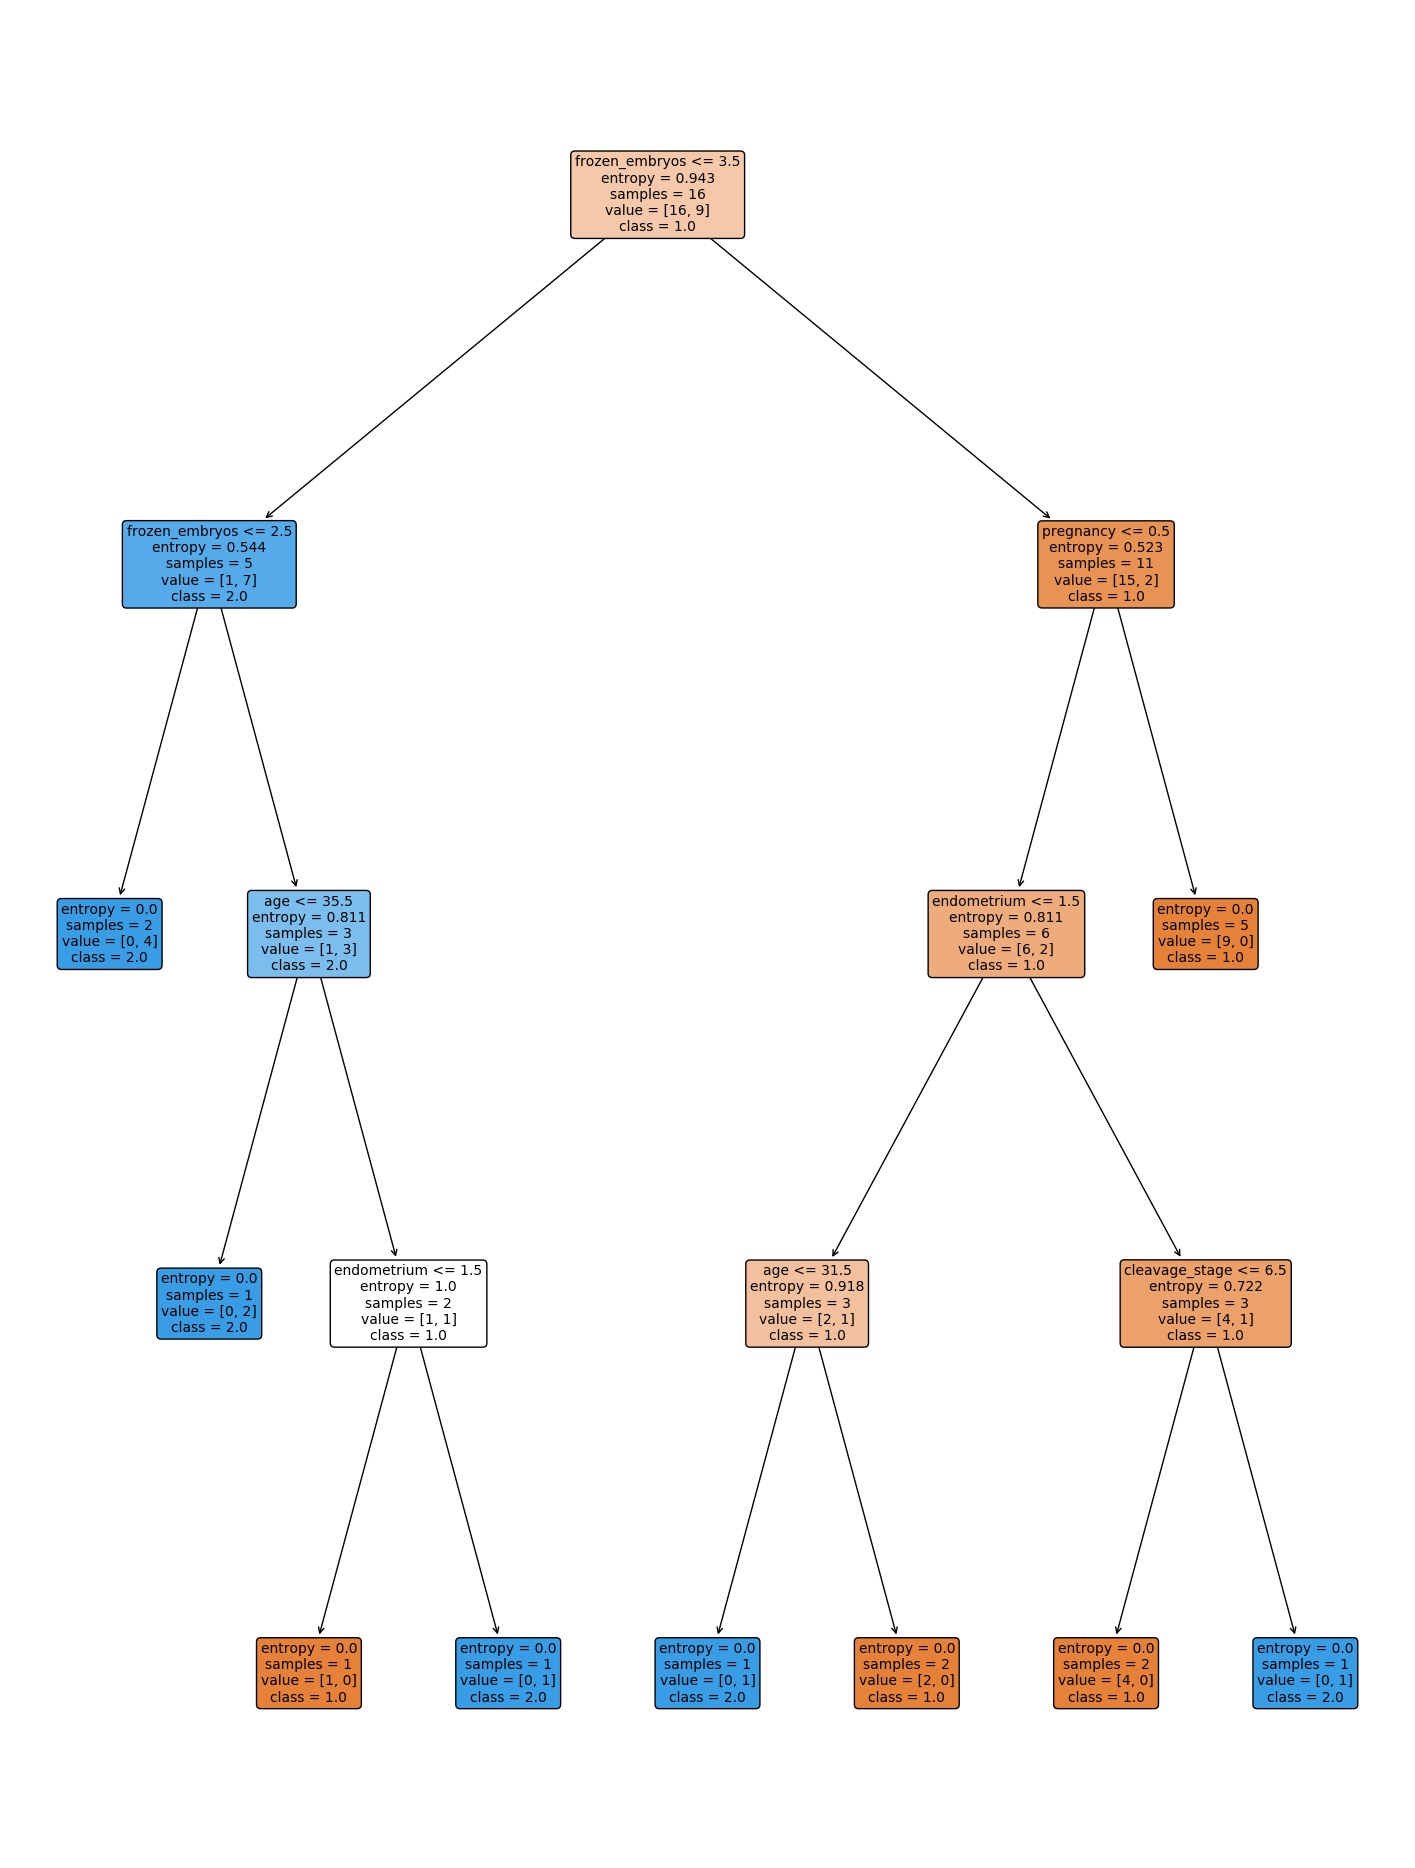 frozen_embryos <= 3.5
entropy = 0.943
samples = 16
value = [16, 9]
class = 1.0
frozen_embryos <= 2.5
entropy = 0.544
samples = 5
value = [1, 7]
class = 2.0
pregnancy <= 0.5
entropy = 0.523
samples = 11
value = [15, 2]
class = 1.0
entropy = 0.0
samples = 2
value = [0, 4]
class = 2.0
age <= 35.5
entropy = 0.811
samples = 3
value = [1, 3]
class = 2.0
endometrium <= 1.5
entropy = 0.811
samples = 6
value = [6, 2]
class = 1.0
entropy = 0.0
samples = 5
value = [9, 0]
class = 1.0
entropy = 0.0
samples = 1
value = [0, 2]
class = 2.0
endometrium <= 1.5
entropy = 1.0
samples = 2
value = [1, 1]
class = 1.0
age <= 31.5
entropy = 0.918
samples = 3
value = [2, 1]
class = 1.0
cleavage_stage <= 6.5
entropy = 0.722
samples = 3
value = [4, 1]
class = 1.0
entropy = 0.0
samples = 1
value = [1, 0]
class = 1.0
entropy = 0.0
samples = 1
value = [0, 1]
class = 2.0
entropy = 0.0
samples = 1
value = [0, 1]
class = 2.0
entropy = 0.0
samples = 2
value = [2, 0]
class = 1.0
entropy = 0.0
samples = 2
value = [4, 0]
class = 1.0
entropy = 0.0
samples = 1
value = [0, 1]
class = 2.0